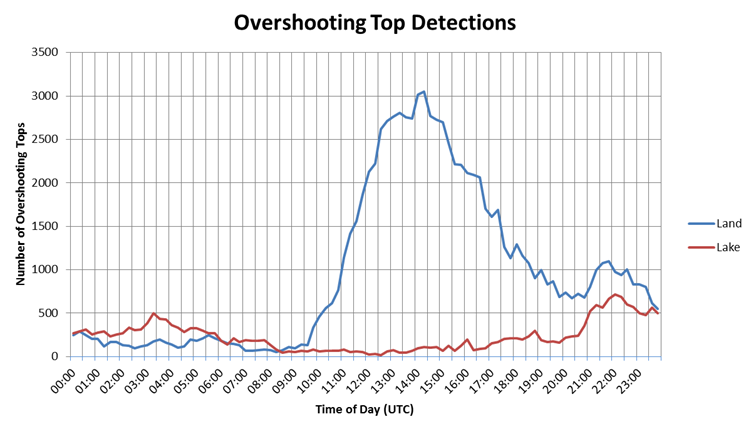 Overshooting Top Detections
Number of Overshooting Tops
3500
3000
2500
2000
1500
1000
500
0
00:00 01:00 02:00 03:00 04:00 05:00 06:00 07:00 08:00 09:00 10:00 11:00 12:00 13:00 14:00 15:00 16:00 17:00 18:00 19:00 20:00 21:00 22:00 23:00
Time of Day (UTC)
Land
Lake